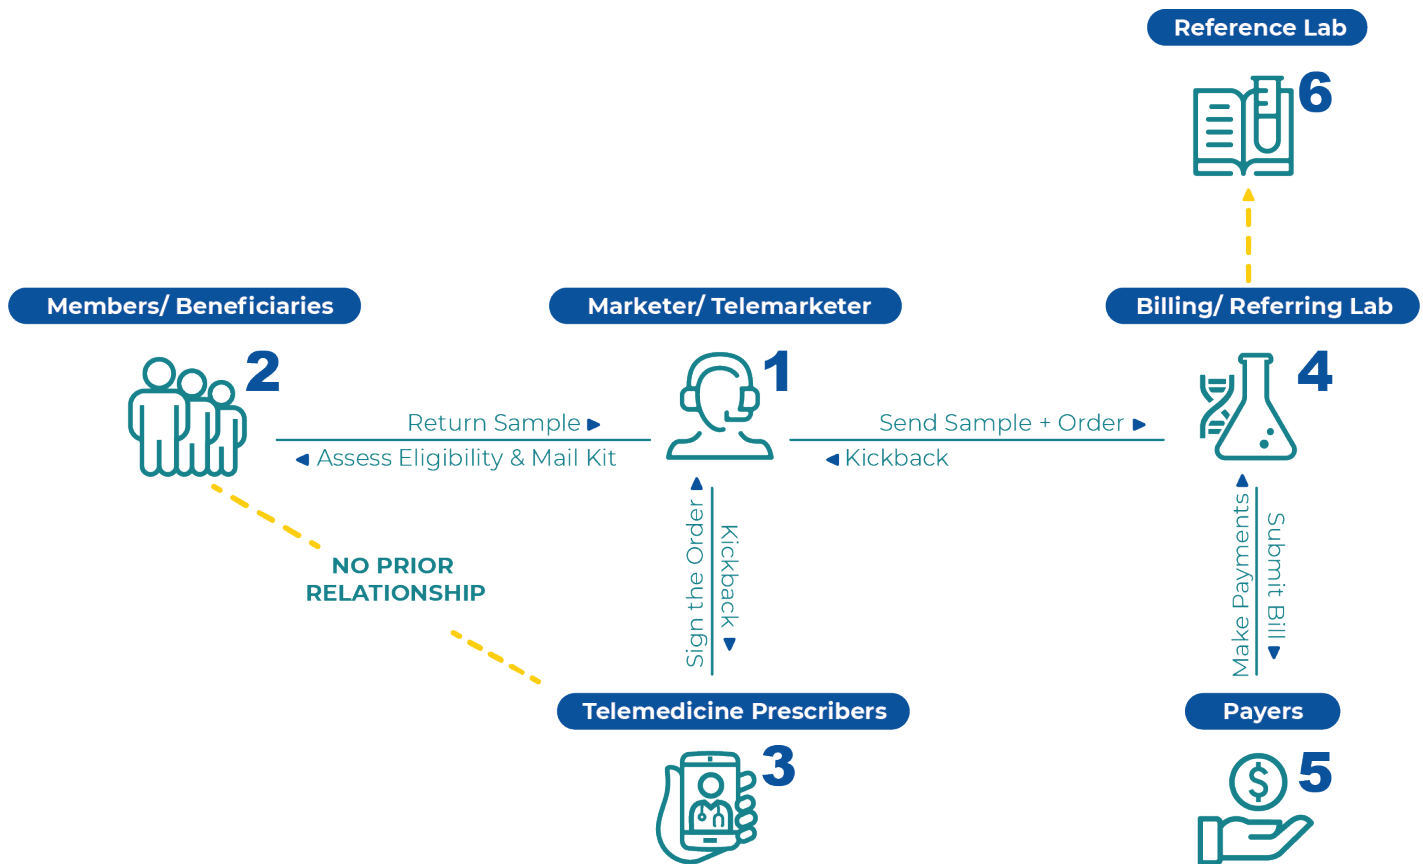 Reference Lab
6
Members/ Beneficiaries
Marketer/ Telemarketer
Billing/ Referring Lab
2
1
4
Return Sample
Assess Eligibility & Mail Kit
Send Sample + Order
Kickback
Sign the Order
Kickback
Make Payments
Submit Bill
NO PRIOR
RELATIONSHIP
Telemedicine Prescribers
Payers
3
5
$